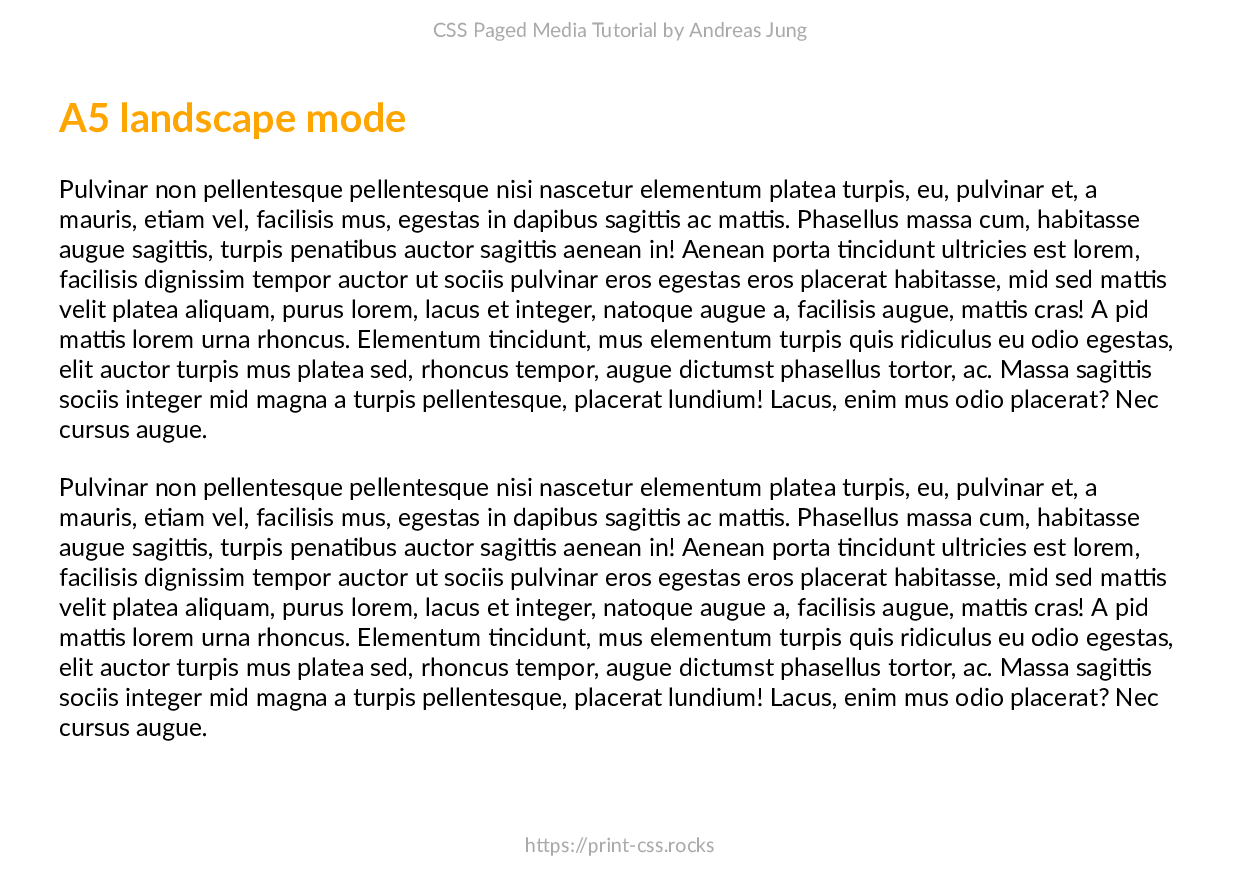 CSS Paged Media Tutorial by Andreas Jung
A5 landscape mode
Pulvinar non pellentesque pellentesque nisi nascetur elementum platea turpis, eu, pulvinar et, a
mauris, etiam vel, facilisis mus, egestas in dapibus sagittis ac mattis. Phasellus massa cum, habitasse
augue sagittis, turpis penatibus auctor sagittis aenean in! Aenean porta tincidunt ultricies est lorem,
facilisis dignissim tempor auctor ut sociis pulvinar eros egestas eros placerat habitasse, mid sed mattis
velit platea aliquam, purus lorem, lacus et integer, natoque augue a, facilisis augue, mattis cras! A pid
mattis lorem urna rhoncus. Elementum tincidunt, mus elementum turpis quis ridiculus eu odio egestas,
elit auctor turpis mus platea sed, rhoncus tempor, augue dictumst phasellus tortor, ac. Massa sagittis
sociis integer mid magna a turpis pellentesque, placerat lundium! Lacus, enim mus odio placerat? Nec
cursus augue.
Pulvinar non pellentesque pellentesque nisi nascetur elementum platea turpis, eu, pulvinar et, a
mauris, etiam vel, facilisis mus, egestas in dapibus sagittis ac mattis. Phasellus massa cum, habitasse
augue sagittis, turpis penatibus auctor sagittis aenean in! Aenean porta tincidunt ultricies est lorem,
facilisis dignissim tempor auctor ut sociis pulvinar eros egestas eros placerat habitasse, mid sed mattis
velit platea aliquam, purus lorem, lacus et integer, natoque augue a, facilisis augue, mattis cras! A pid
mattis lorem urna rhoncus. Elementum tincidunt, mus elementum turpis quis ridiculus eu odio egestas,
elit auctor turpis mus platea sed, rhoncus tempor, augue dictumst phasellus tortor, ac. Massa sagittis
sociis integer mid magna a turpis pellentesque, placerat lundium! Lacus, enim mus odio placerat? Nec
cursus augue.
https://print-css.rocks